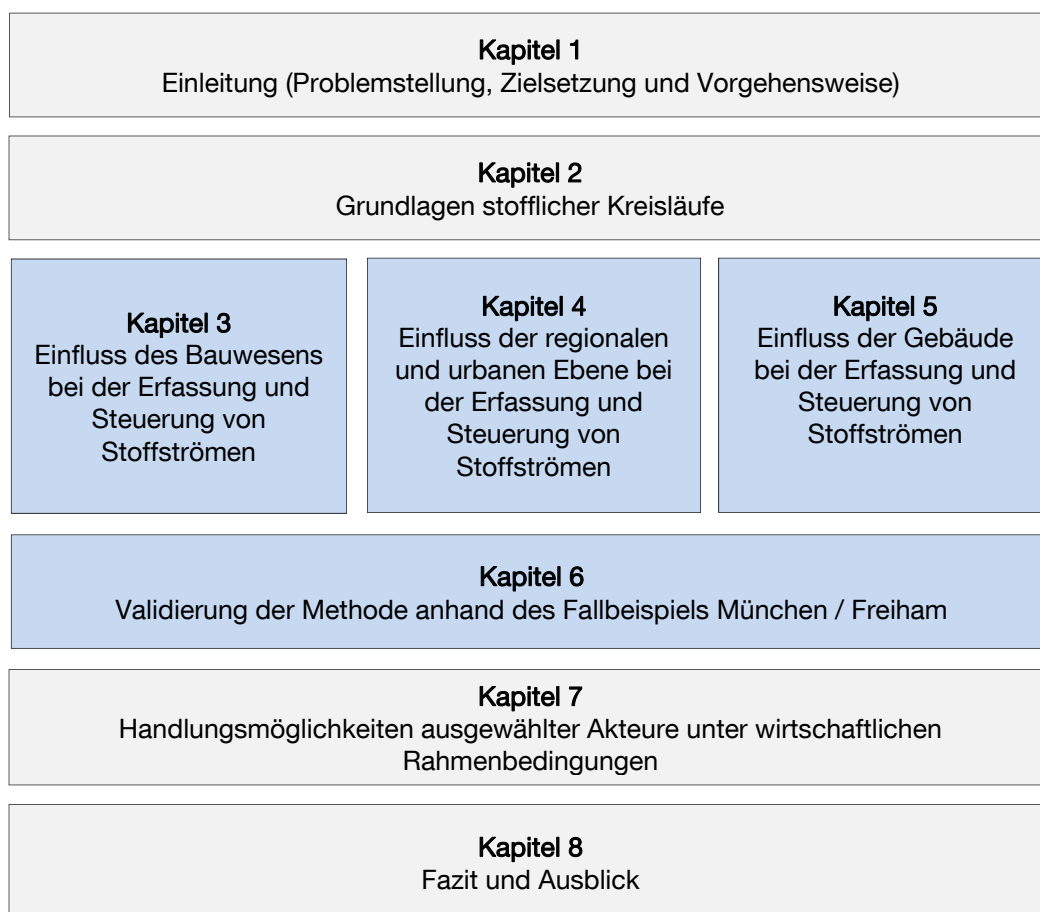 Kapitel 1
Einleitung (Problemstellung, Zielsetzung und Vorgehensweise)
Kapitel 2
Grundlagen stofflicher Kreisläufe
Kapitel 3
Einfluss des Bauwesens
bei der Erfassung und
Steuerung von
Stoffströmen
Kapitel 4
Einfluss der regionalen
und urbanen Ebene bei
der Erfassung und
Steuerung von
Stoffströmen
Kapitel 5
Einfluss der Gebäude
bei der Erfassung und
Steuerung von
Stoffströmen
Kapitel 6
Validierung der Methode anhand des Fallbeispiels München / Freiham
Kapitel 7
Handlungsmöglichkeiten ausgewählter Akteure unter wirtschaftlichen
Rahmenbedingungen
Kapitel 8
Fazit und Ausblick